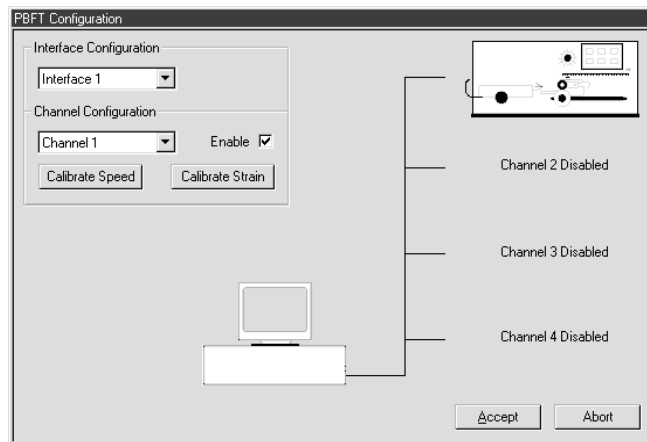 PBFT Configuration
Interface Configuration
Interface 1
Channel Configuration
Channel 1
Enable
Calibrate Speed
Calibrate Strain
Channel 2 Disabled
Channel 3 Disabled
Channel 4 Disabled
Accept
Abort